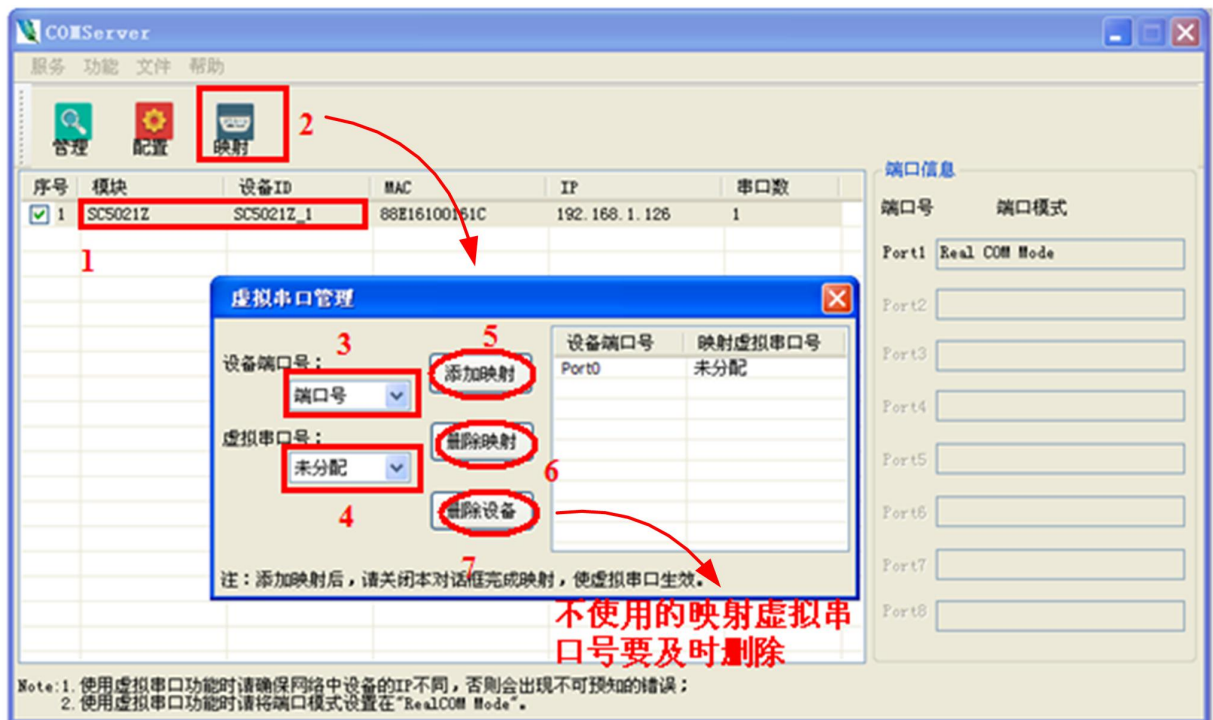 COMServer
服务 功能 文件 帮助
管理 配置 映射 2
序号 模块 设备ID MAC IP 串口数
1 SC5021Z SC5021Z_1 88E16100161C 192.168.1.126 1
1
端口信息
端口号 端口模式
Port1 Real COM Mode
Port2
Port3
Port4
Port5
Port6
Port7
Port8
虚拟串口管理
设备端口号: 3
端口号
虚拟串口号:
未分配
4
5
添加映射
删除映射
6
删除设备
7
设备端口号 映射虚拟串口号
Port0 未分配
注:添加映射后,请关闭本对话框完成映射,使虚拟串口生效。
不使用的映射虚拟串
口号要及时删除
Note:1.使用虚拟串口功能时请确保网络中设备的IP不同,否则会出现不可预知的错误;
2.使用虚拟串口功能时请将端口模式设置在"RealCOM Mode"。